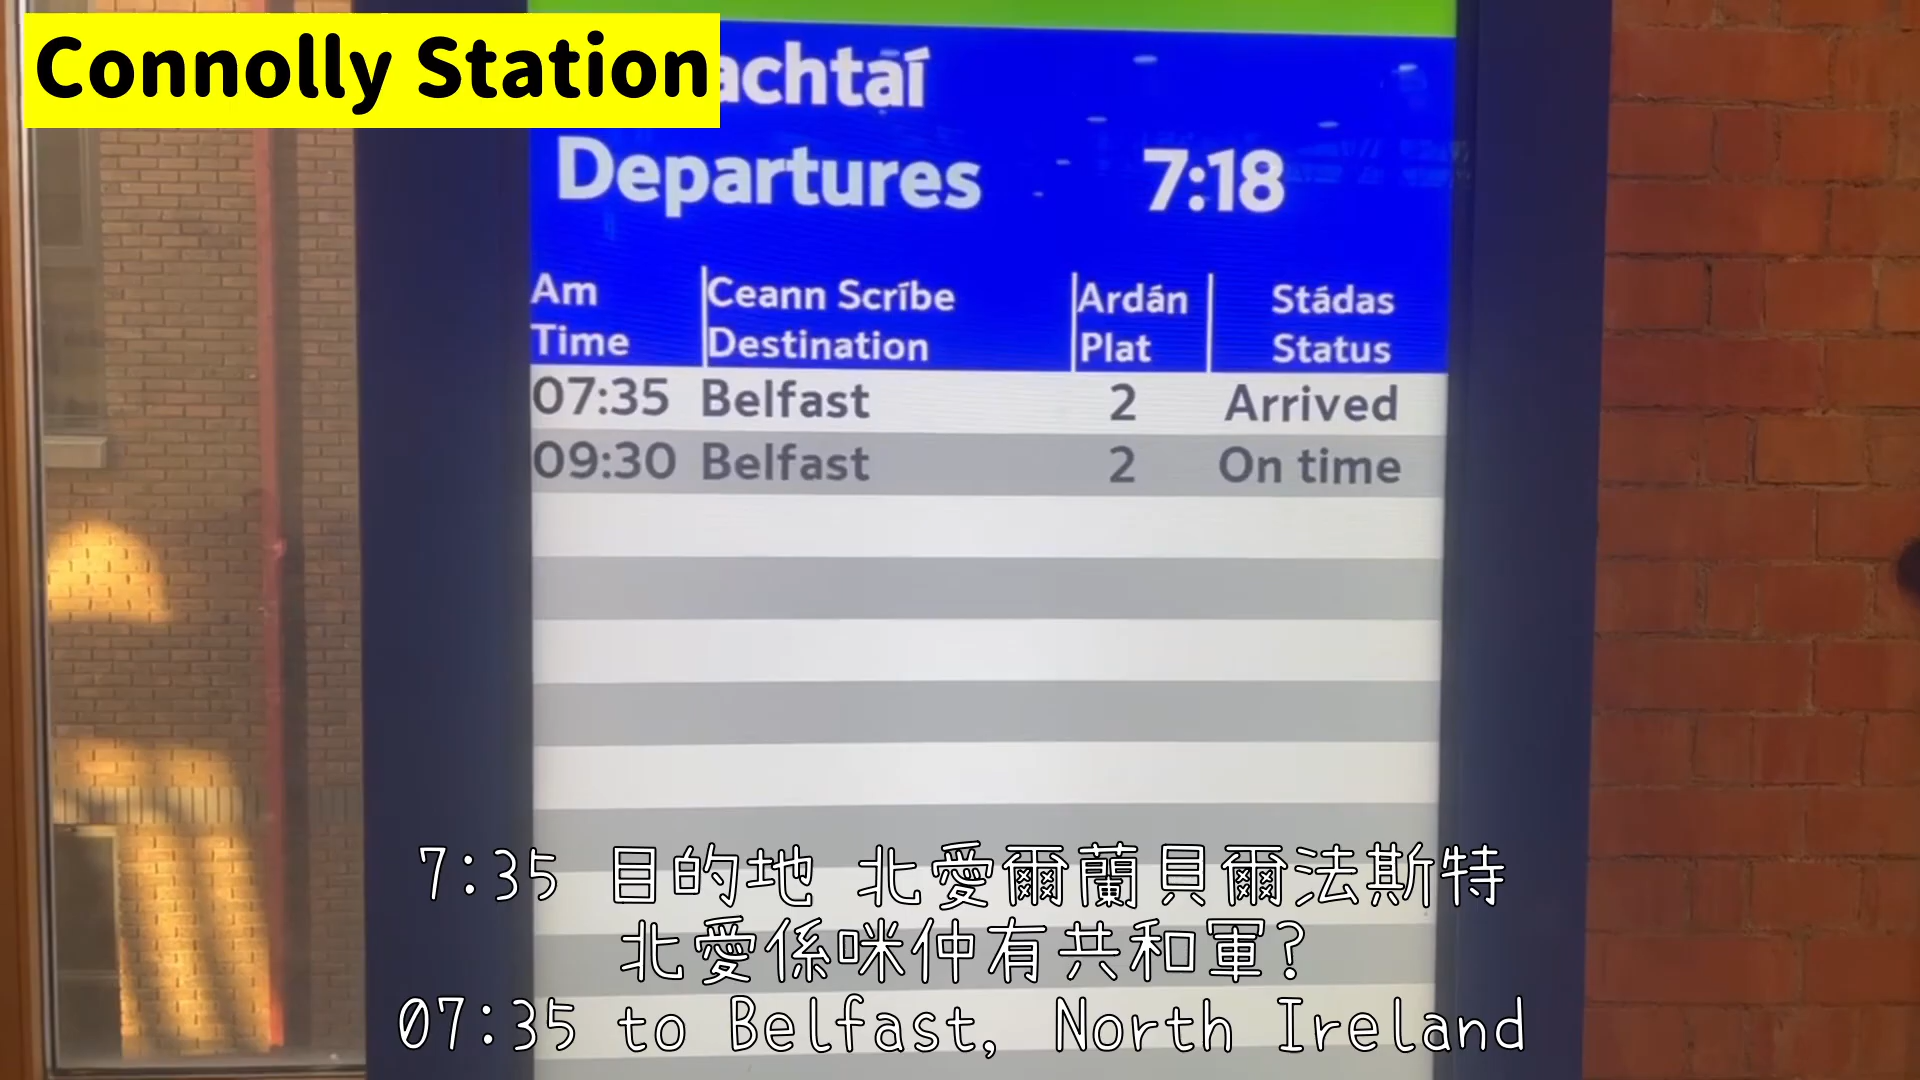 Connolly Station
achtaí
Departures 7:18
Am Ceann Scríbe Ardán Stádas
Time Destination Plat Status
07:35 Belfast 2 Arrived
09:30 Belfast 2 On time
7:35 目的地 北愛爾蘭貝爾法斯特
北愛係咪仲有共和軍?
07:35 to Belfast, North Ireland